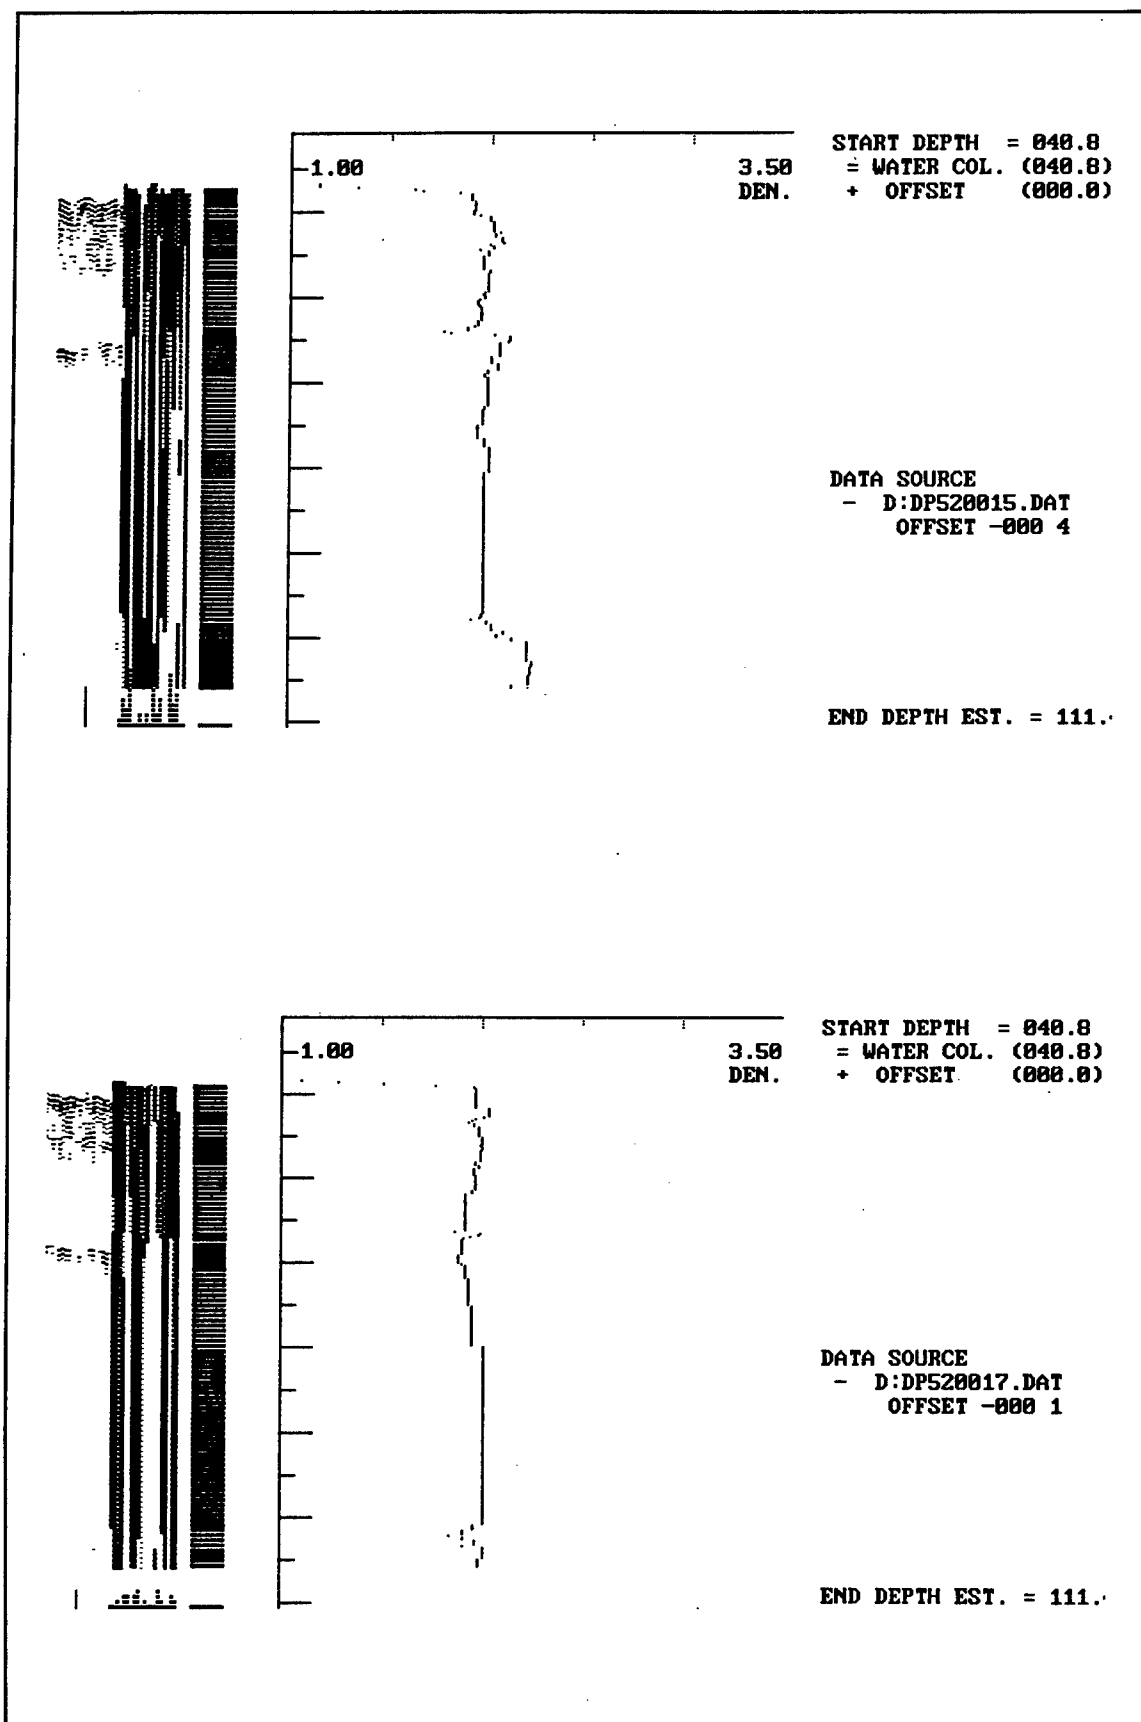 START DEPTH = 040.8
1.00 3.50 = WATER COL. (040.8)
DEN. + OFFSET (000.0)
DATA SOURCE
- D:DP520015.DAT
OFFSET -000 4
END DEPTH EST. = 111.
START DEPTH = 040.8
1.00 3.50 = WATER COL. (040.8)
DEN. + OFFSET (000.0)
DATA SOURCE
- D:DP520017.DAT
OFFSET -000 1
END DEPTH EST. = 111.